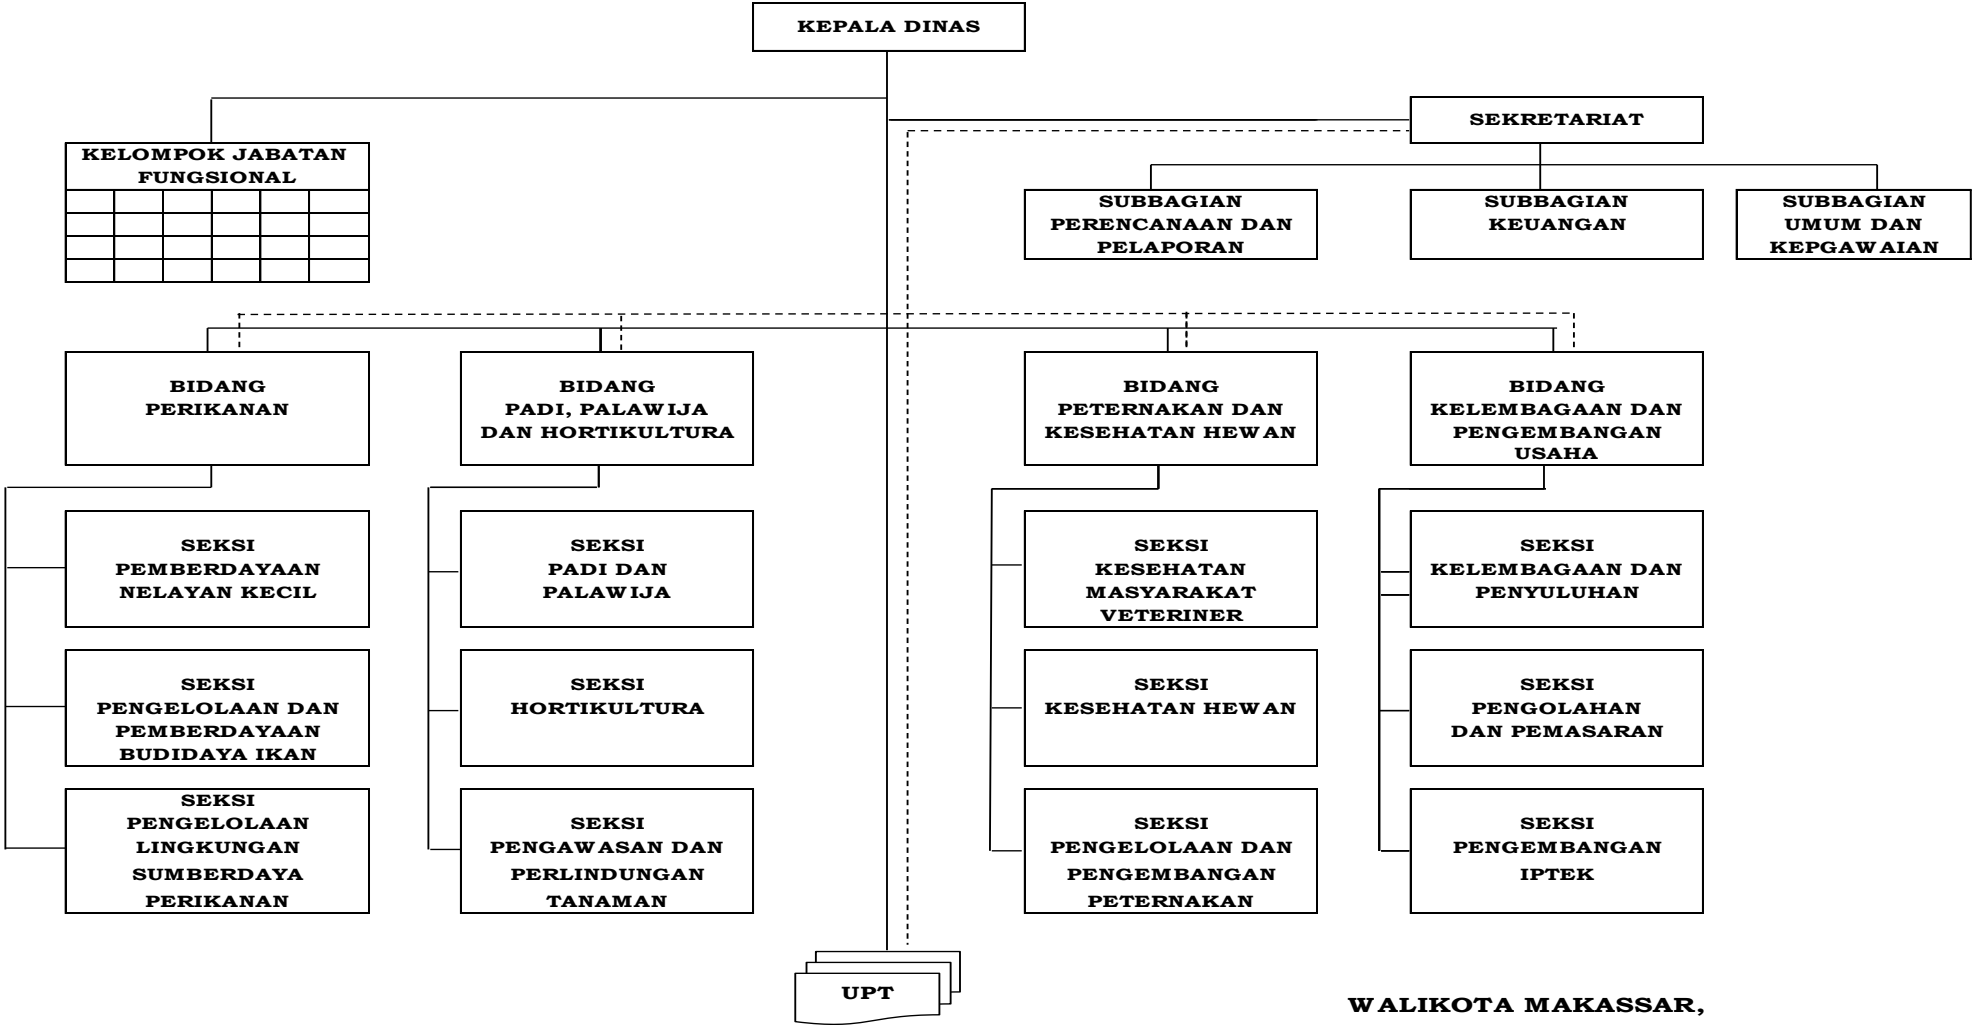 KEPALA DINAS
SEKRETARIAT
KELOMPOK JABATAN
FUNGSIONAL
SUBBAGIAN
PERENCANAAN DAN
PELAPORAN
SUBBAGIAN
KEUANGAN
SUBBAGIAN
UMUM DAN
KEPGAWAIAN
BIDANG
PERIKANAN
BIDANG
PADI, PALAWIJA
DAN HORTIKULTURA
BIDANG
PETERNAKAN DAN
KESEHATAN HEWAN
BIDANG
KELEMBAGAAN DAN
PENGEMBANGAN
USAHA
SEKSI
PEMBERDAYAAN
NELAYAN KECIL
SEKSI
PADI DAN
PALAWIJA
SEKSI
KESEHATAN
MASYARAKAT
VETERINER
SEKSI
KELEMBAGAAN DAN
PENYULUHAN
SEKSI
PENGELOLAAN DAN
PEMBERDAYAAN
BUDIDAYA IKAN
SEKSI
HORTIKULTURA
SEKSI
KESEHATAN HEWAN
SEKSI
PENGOLAHAN
DAN PEMASARAN
SEKSI
PENGELOLAAN
LINGKUNGAN
SUMBERDAYA
PERIKANAN
SEKSI
PENGAWASAN DAN
PERLINDUNGAN
TANAMAN
SEKSI
PENGELOLAAN DAN
PENGEMBANGAN
PETERNAKAN
SEKSI
PENGEMBANGAN
IPTEK
UPT
WALIKOTA MAKASSAR,